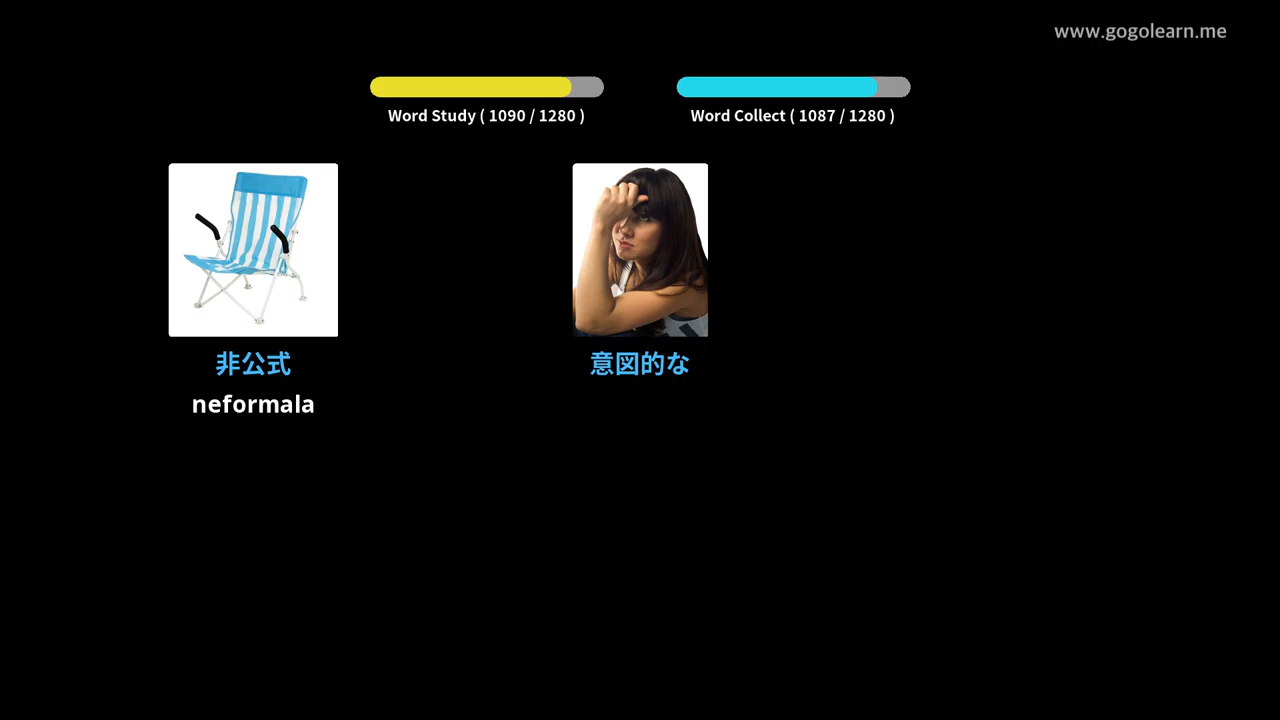 www.gogolearn.me
Word Study ( 1090 / 1280 )
Word Collect ( 1087 / 1280 )
非公式
意図的な
neformala